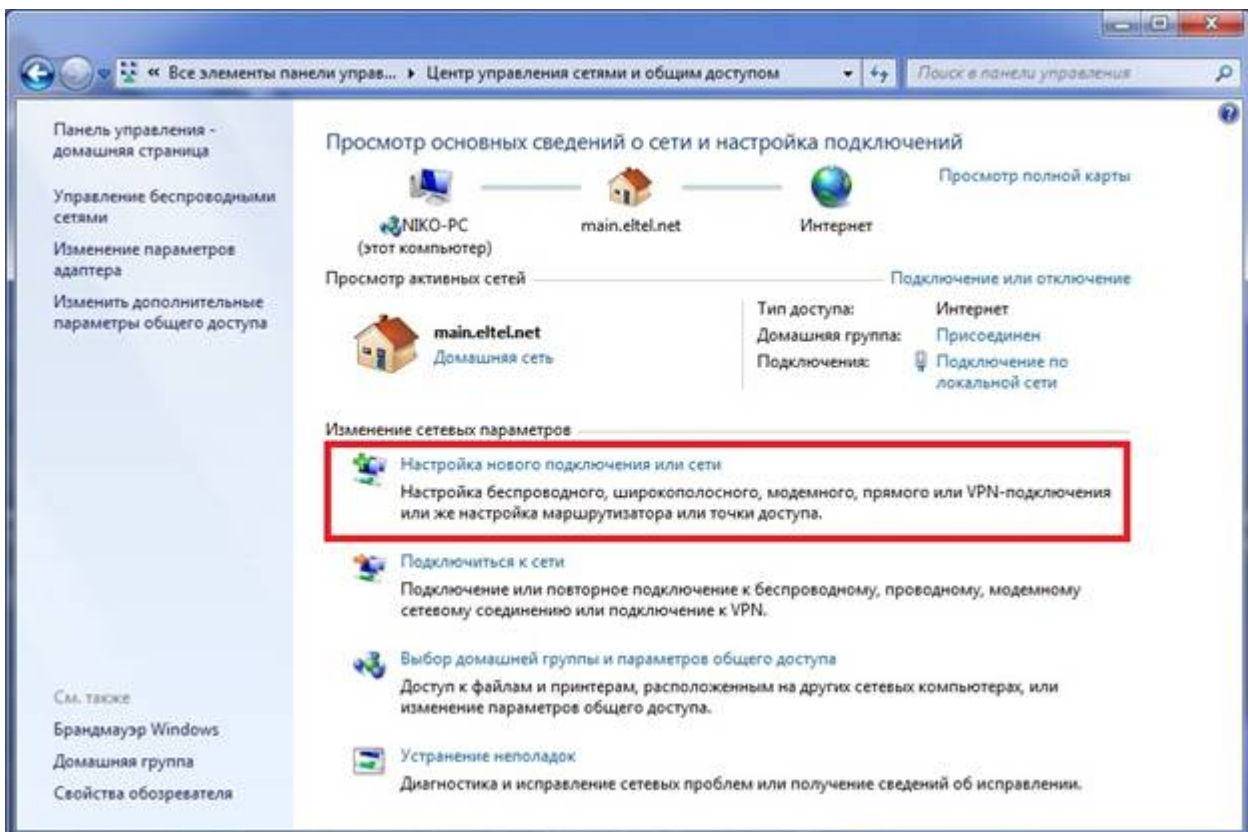 « Все элементы панели управ... ▸ Центр управления сетями и общим доступом
Поиск в панели управления
Панель управления -
домашняя страница
Управление беспроводными
сетями
Изменение параметров
адаптера
Изменить дополнительные
параметры общего доступа
См. также
Брандмауэр Windows
Домашняя группа
Свойства обозревателя
Просмотр основных сведений о сети и настройка подключений
Просмотр полной карты
NIKO-PC
(этот компьютер)
main.eltel.net
Интернет
Просмотр активных сетей
Подключение или отключение
main.eltel.net
Домашняя сеть
Тип доступа: Интернет
Домашняя группа: Присоединен
Подключения: Подключение по
локальной сети
Изменение сетевых параметров
Настройка нового подключения или сети
Настройка беспроводного, широкополосного, модемного, прямого или VPN-подключения
или же настройка маршрутизатора или точки доступа.
Подключиться к сети
Подключение или повторное подключение к беспроводному, проводному, модемному
сетевому соединению или подключение к VPN.
Выбор домашней группы и параметров общего доступа
Доступ к файлам и принтерам, расположенным на других сетевых компьютерах, или
изменение параметров общего доступа.
Устранение неполадок
Диагностика и исправление сетевых проблем или получение сведений об исправлении.